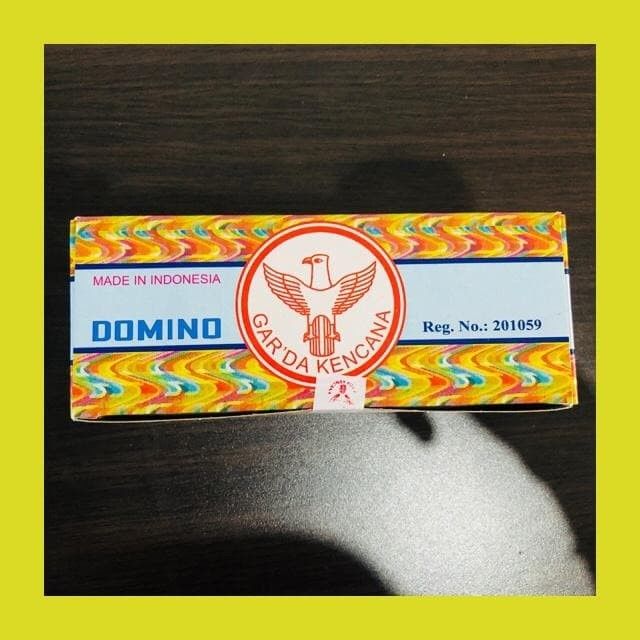 MADE IN INDONESIA
DOMINO
GAR'DA KENCANA
Reg. No.: 201059